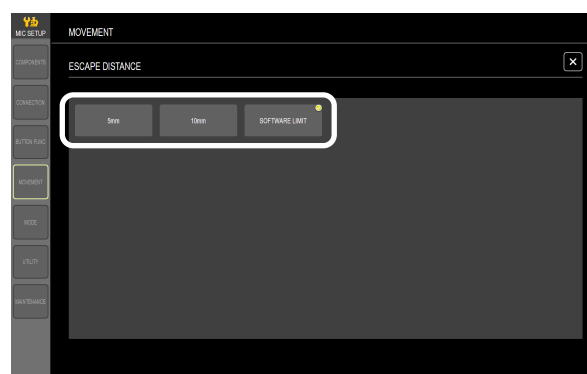 MIC SETUP
MOVEMENT
COMPONENTS
ESCAPE DISTANCE
CONNECTION
5mm
10mm
SOFTWARE LIMIT
BUTTON FUNC
MOVEMENT
MODE
UTILITY
MAINTENANCE